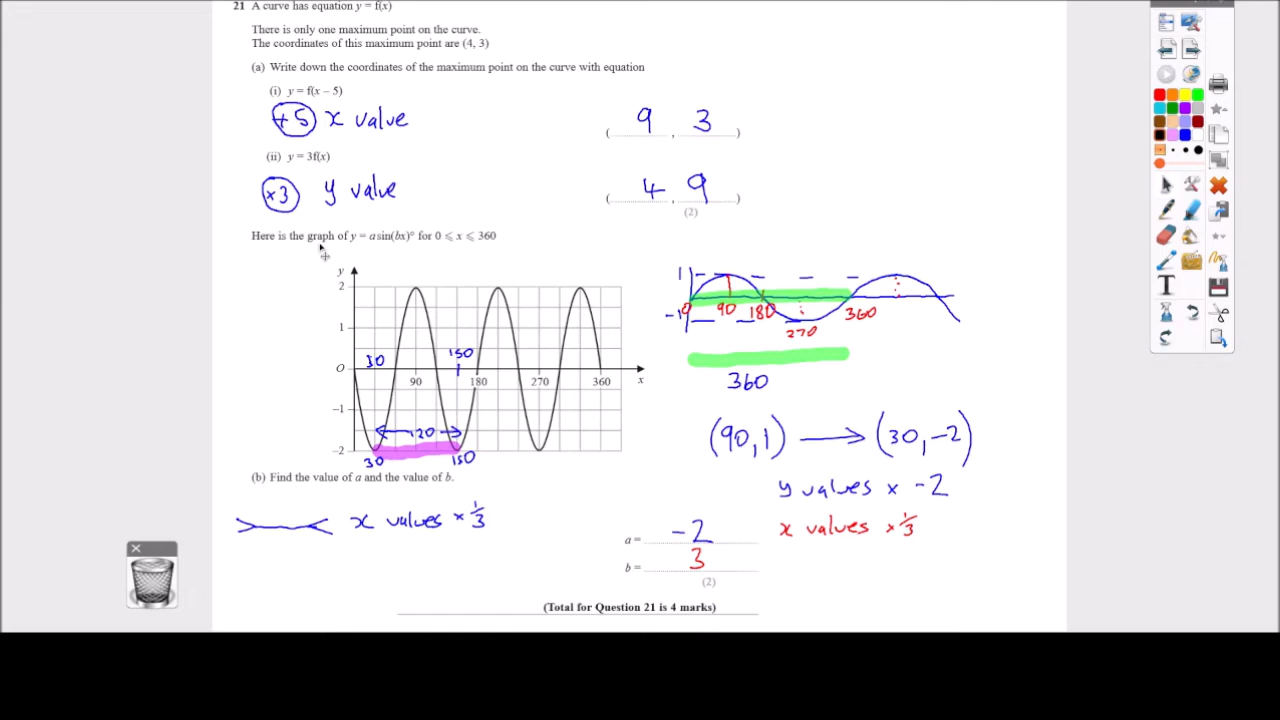 21 A curve has equation y = f(x)
There is only one maximum point on the curve.
The coordinates of this maximum point are (4, 3)
(a) Write down the coordinates of the maximum point on the curve with equation
(i) y = f(x – 5)
+5 x value
( 9 , 3 )
(ii) y = 3f(x)
×3 y value
( 4 , 9 )
(2)
Here is the graph of y = a sin(bx)° for 0 ⩽ x ⩽ 360
y
2
1
O
-1
-2
30
150
90
180
270
360
x
120
30
150
1
-1
0
90
180
270
360
360
(90,1) → (30,-2)
y values × -2
x values × 1/3
(b) Find the value of a and the value of b.
x values × 1/3
a = -2
b = 3
(2)
(Total for Question 21 is 4 marks)
T